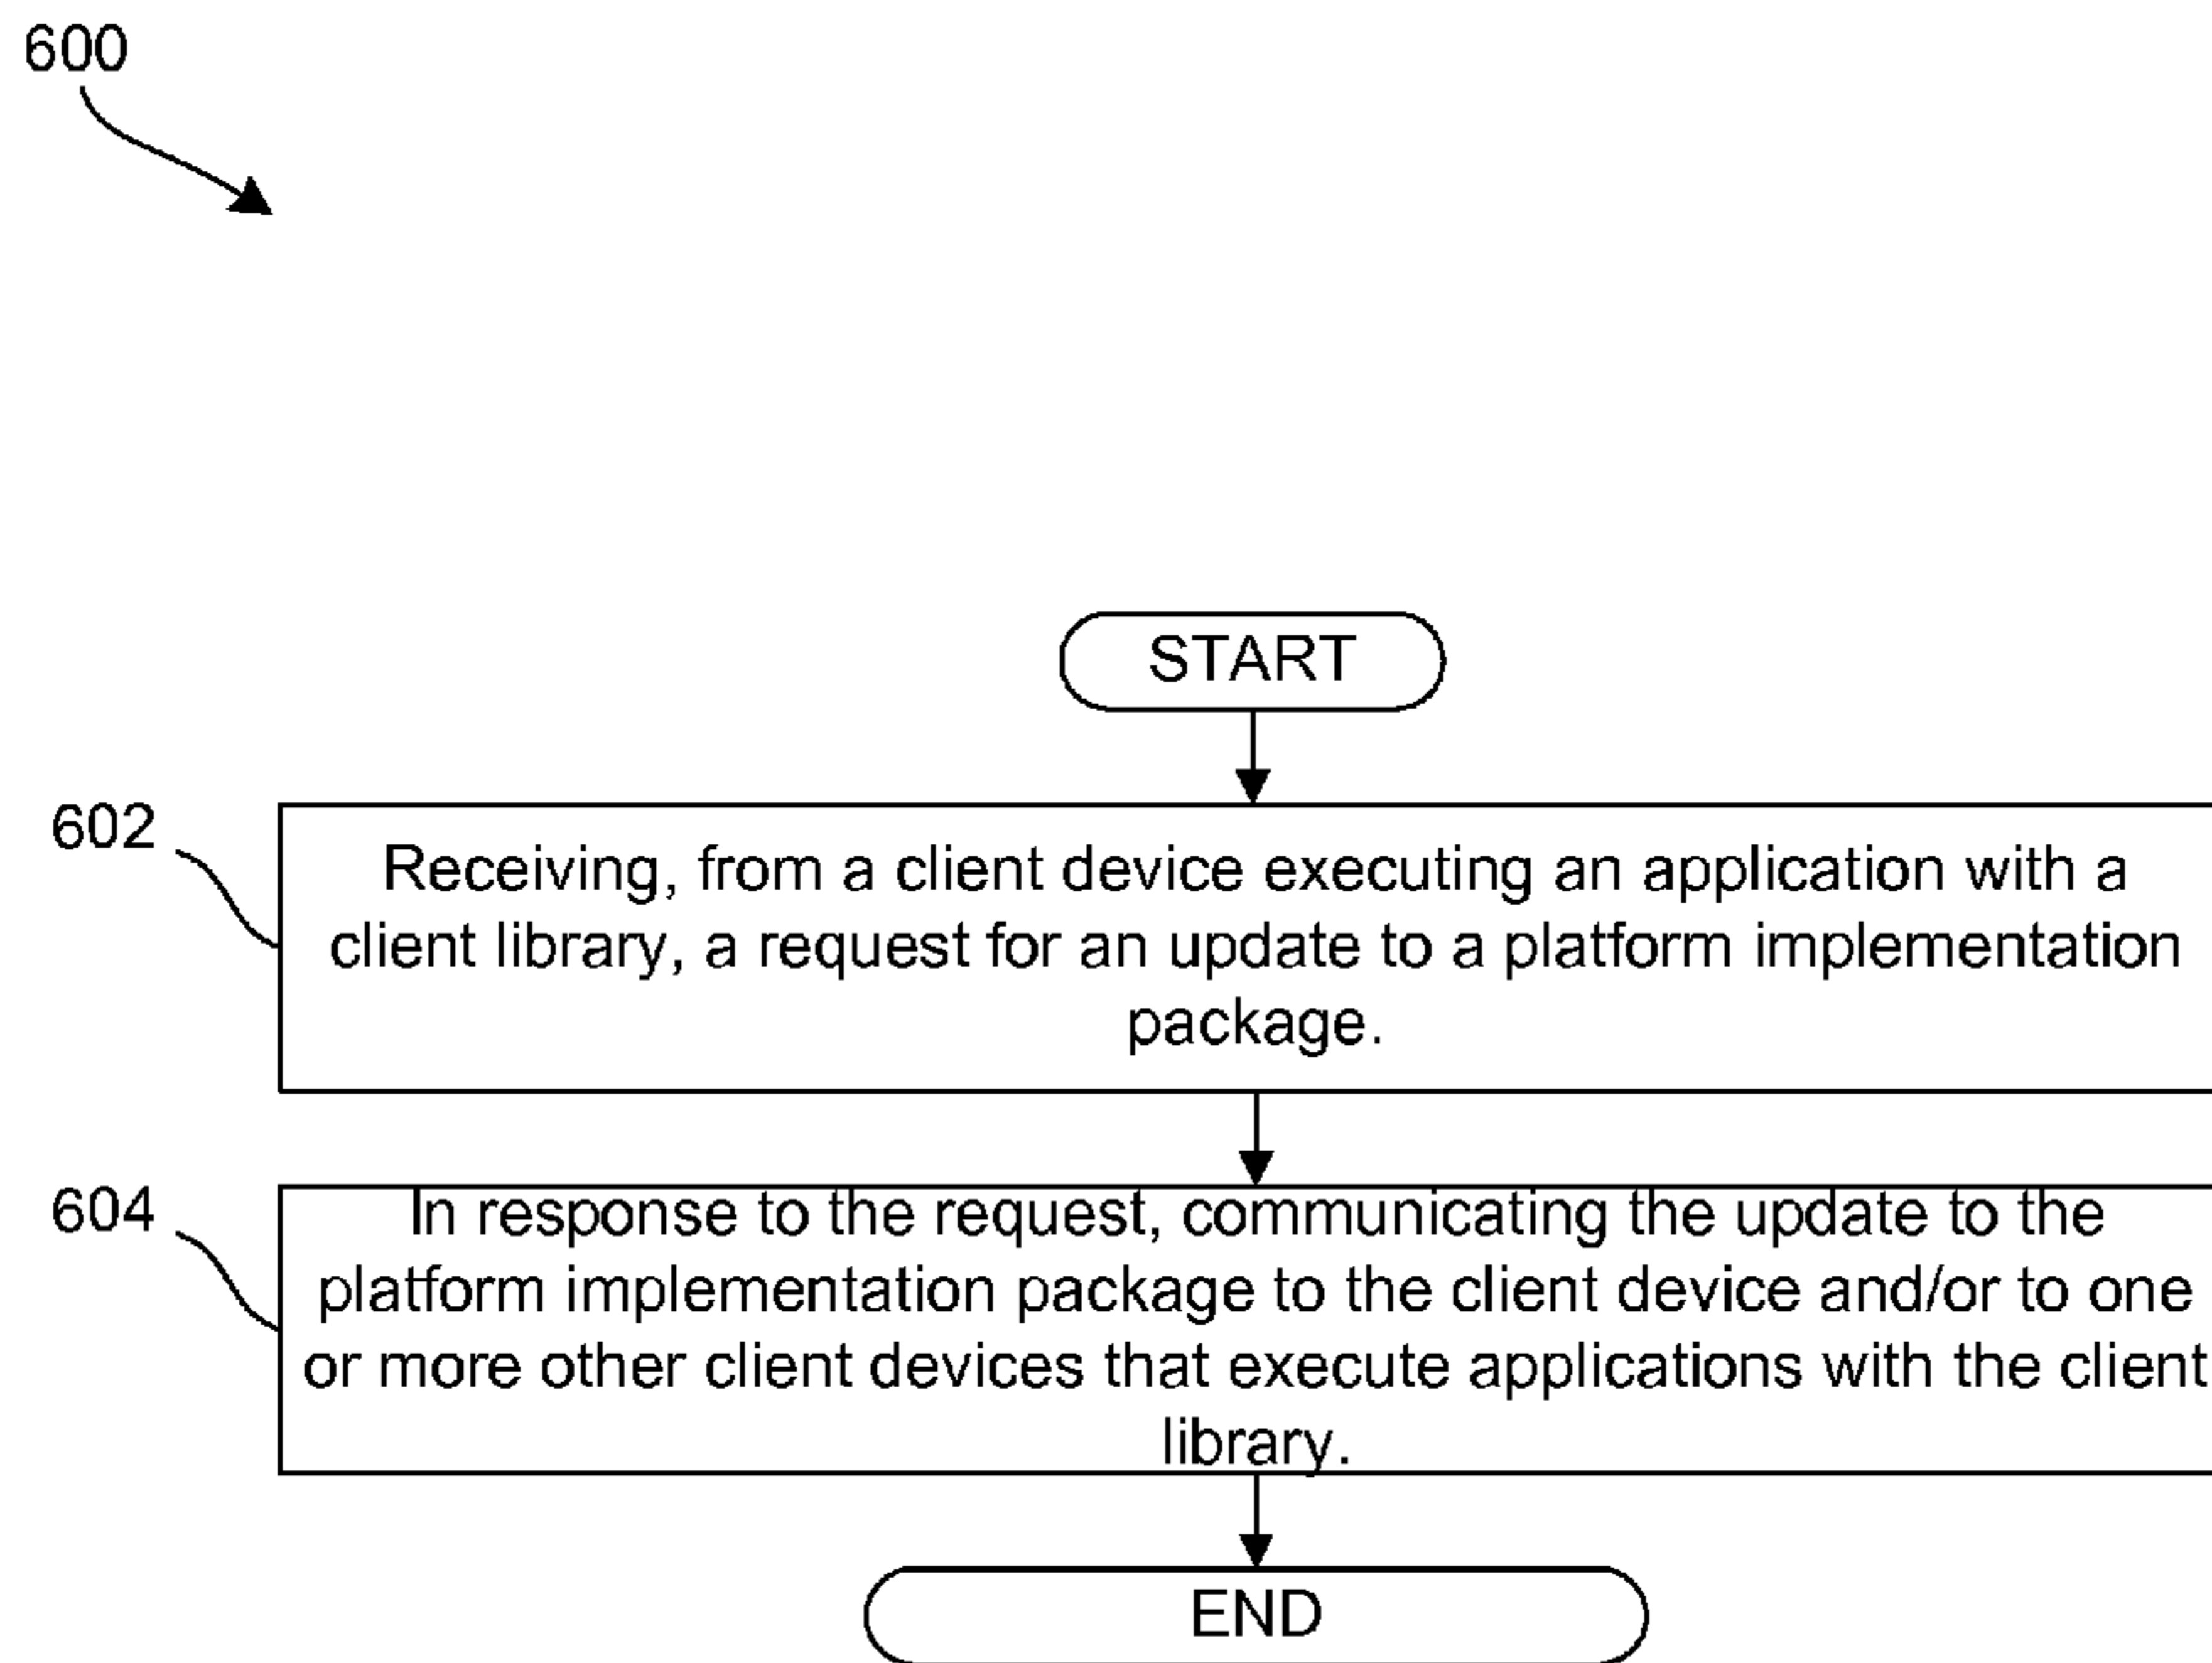 600
START
602
Receiving, from a client device executing an application with a
client library, a request for an update to a platform implementation
package.
604
In response to the request, communicating the update to the
platform implementation package to the client device and/or to one
or more other client devices that execute applications with the client
library.
END